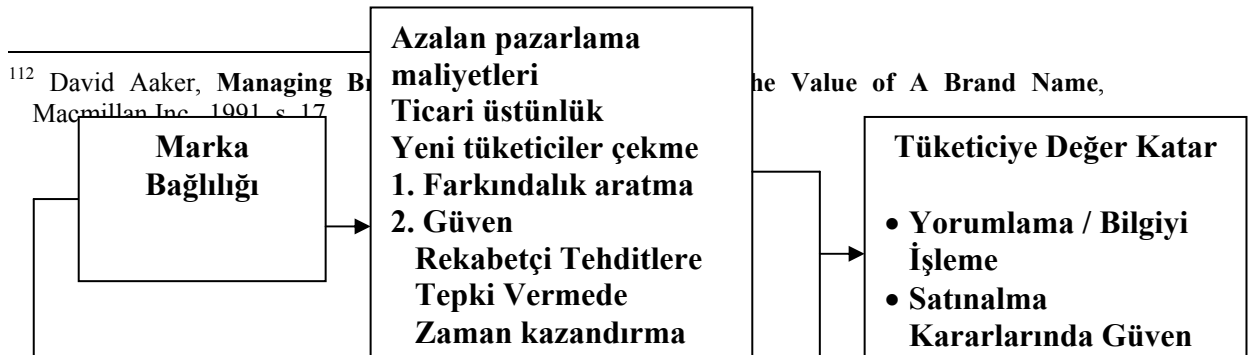 Azalan pazarlama
maliyetleri
Ticari üstünlük
Yeni tüketiciler çekme
1. Farkındalık aratma
2. Güven
Rekabetçi Tehditlere
Tepki Vermede
Zaman kazandırma
112 David Aaker, Managing he Value of A Brand Name,
Macmillan Inc., 1991, s. 17
Marka
Bağlılığı
Tüketiciye Değer Katar
• Yorumlama / Bilgiyi
İşleme
• Satınalma
Kararlarında Güven